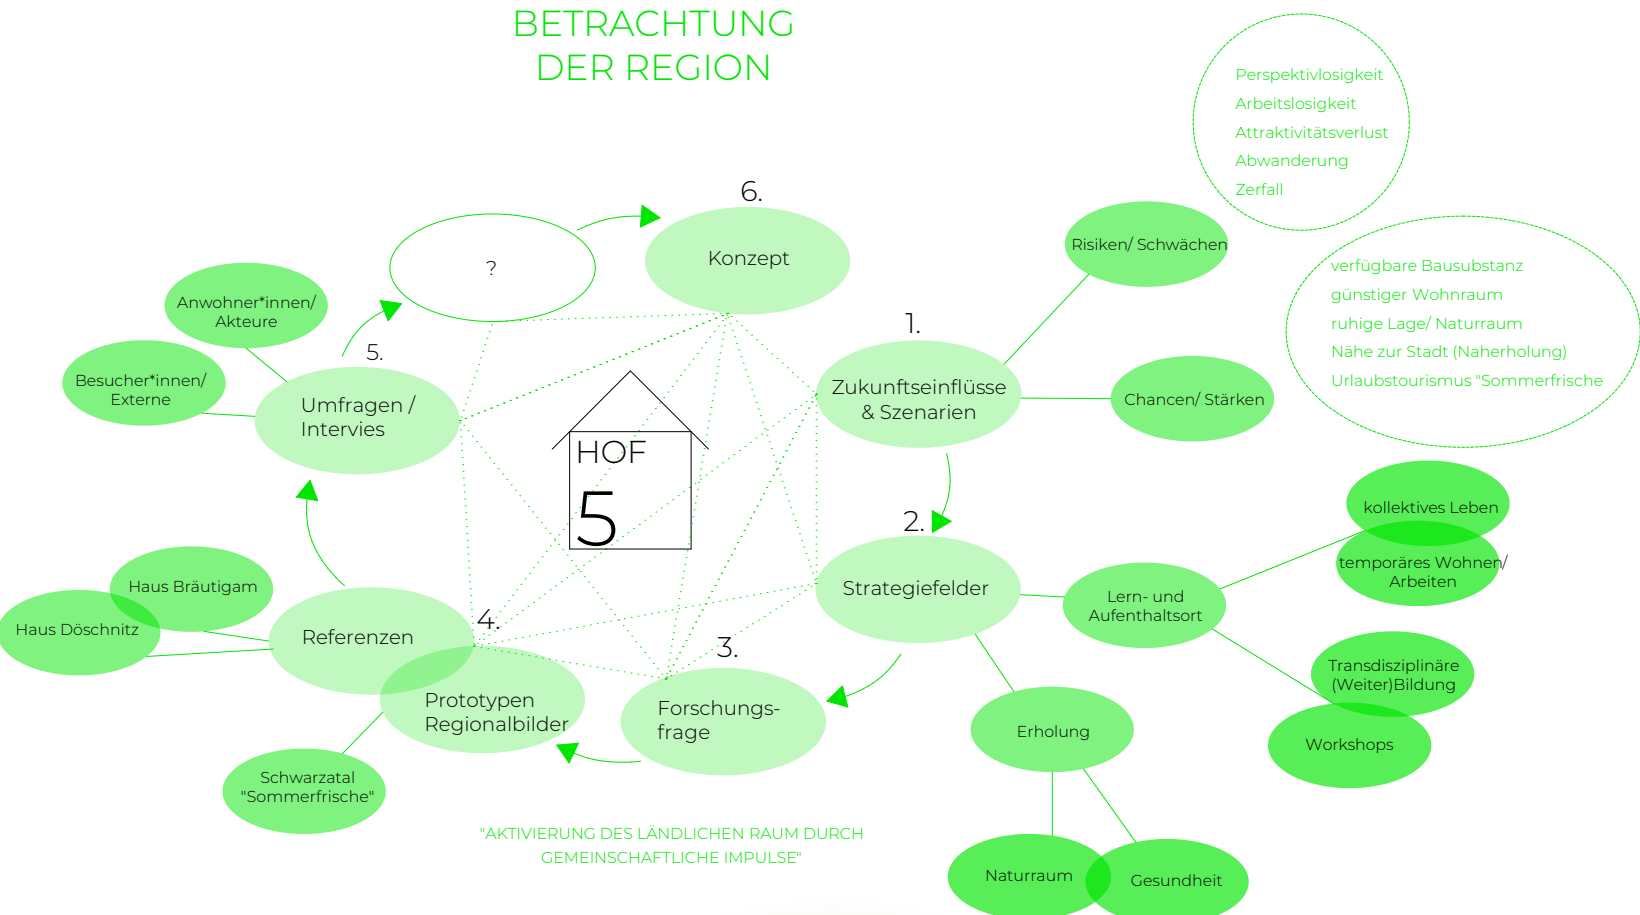 BETRACHTUNG
DER REGION
Perspektivlosigkeit
Arbeitslosigkeit
Attraktivitätsverlust
Abwanderung
Zerfall
6.
Konzept
?
Risiken/ Schwächen
verfügbare Bausubstanz
günstiger Wohnraum
ruhige Lage/ Naturraum
Nähe zur Stadt (Naherholung)
Urlaubstourismus "Sommerfrische
Anwohner*innen/
Akteure
Besucher*innen/
Externe
5.
Umfragen /
Intervies
1.
Zukunftseinflüsse
& Szenarien
Chancen/ Stärken
HOF
5
2.
Strategiefelder
kollektives Leben
temporäres Wohnen/
Arbeiten
Lern- und
Aufenthaltsort
Transdisziplinäre
(Weiter)Bildung
Workshops
Haus Bräutigam
Haus Döschnitz
Referenzen
4.
Prototypen
Regionalbilder
3.
Forschungs-
frage
Erholung
Schwarzatal
"Sommerfrische"
"AKTIVIERUNG DES LÄNDLICHEN RAUM DURCH
GEMEINSCHAFTLICHE IMPULSE"
Naturraum
Gesundheit